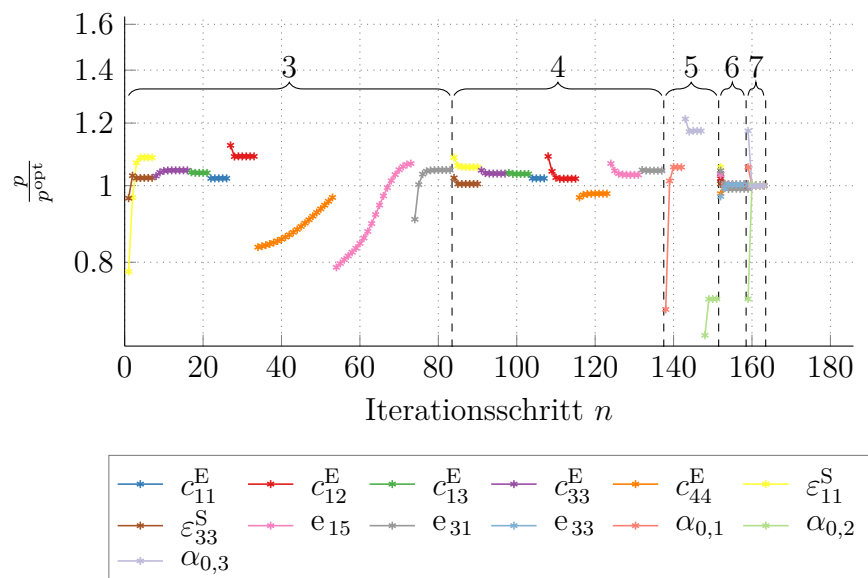 1.6
3 4 5 6 7
1.4
1.2
1
0.8
p/p^opt
0 20 40 60 80 100 120 140 160 180
Iterationsschritt n
c_11^E c_12^E c_13^E c_33^E c_44^E ε_11^S
ε_33^S e_15 e_31 e_33 α_0,1 α_0,2
α_0,3